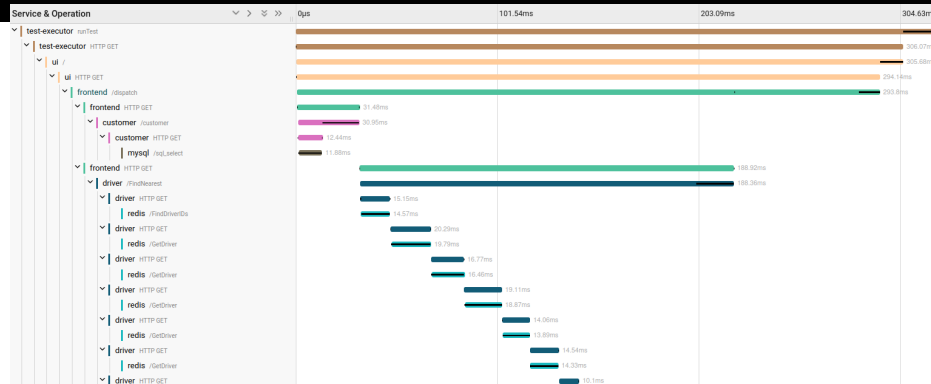 Service & Operation 0μs 101.54ms 203.09ms 304.63m
test-executor runTest
test-executor HTTP GET 306.07m
ui / 305.68m
ui HTTP GET 294.14ms
frontend /dispatch 293.8ms
frontend HTTP GET 31.48ms
customer /customer 30.95ms
customer HTTP GET 12.44ms
mysql /sql_select 11.88ms
frontend HTTP GET 188.92ms
driver /FindNearest 188.36ms
driver HTTP GET 15.15ms
redis /FindDriverIDs 14.57ms
driver HTTP GET 20.29ms
redis /GetDriver 19.79ms
driver HTTP GET 16.77ms
redis /GetDriver 16.46ms
driver HTTP GET 19.11ms
redis /GetDriver 18.87ms
driver HTTP GET 14.06ms
redis /GetDriver 13.89ms
driver HTTP GET 14.54ms
redis /GetDriver 14.33ms
driver HTTP GET 10.1ms